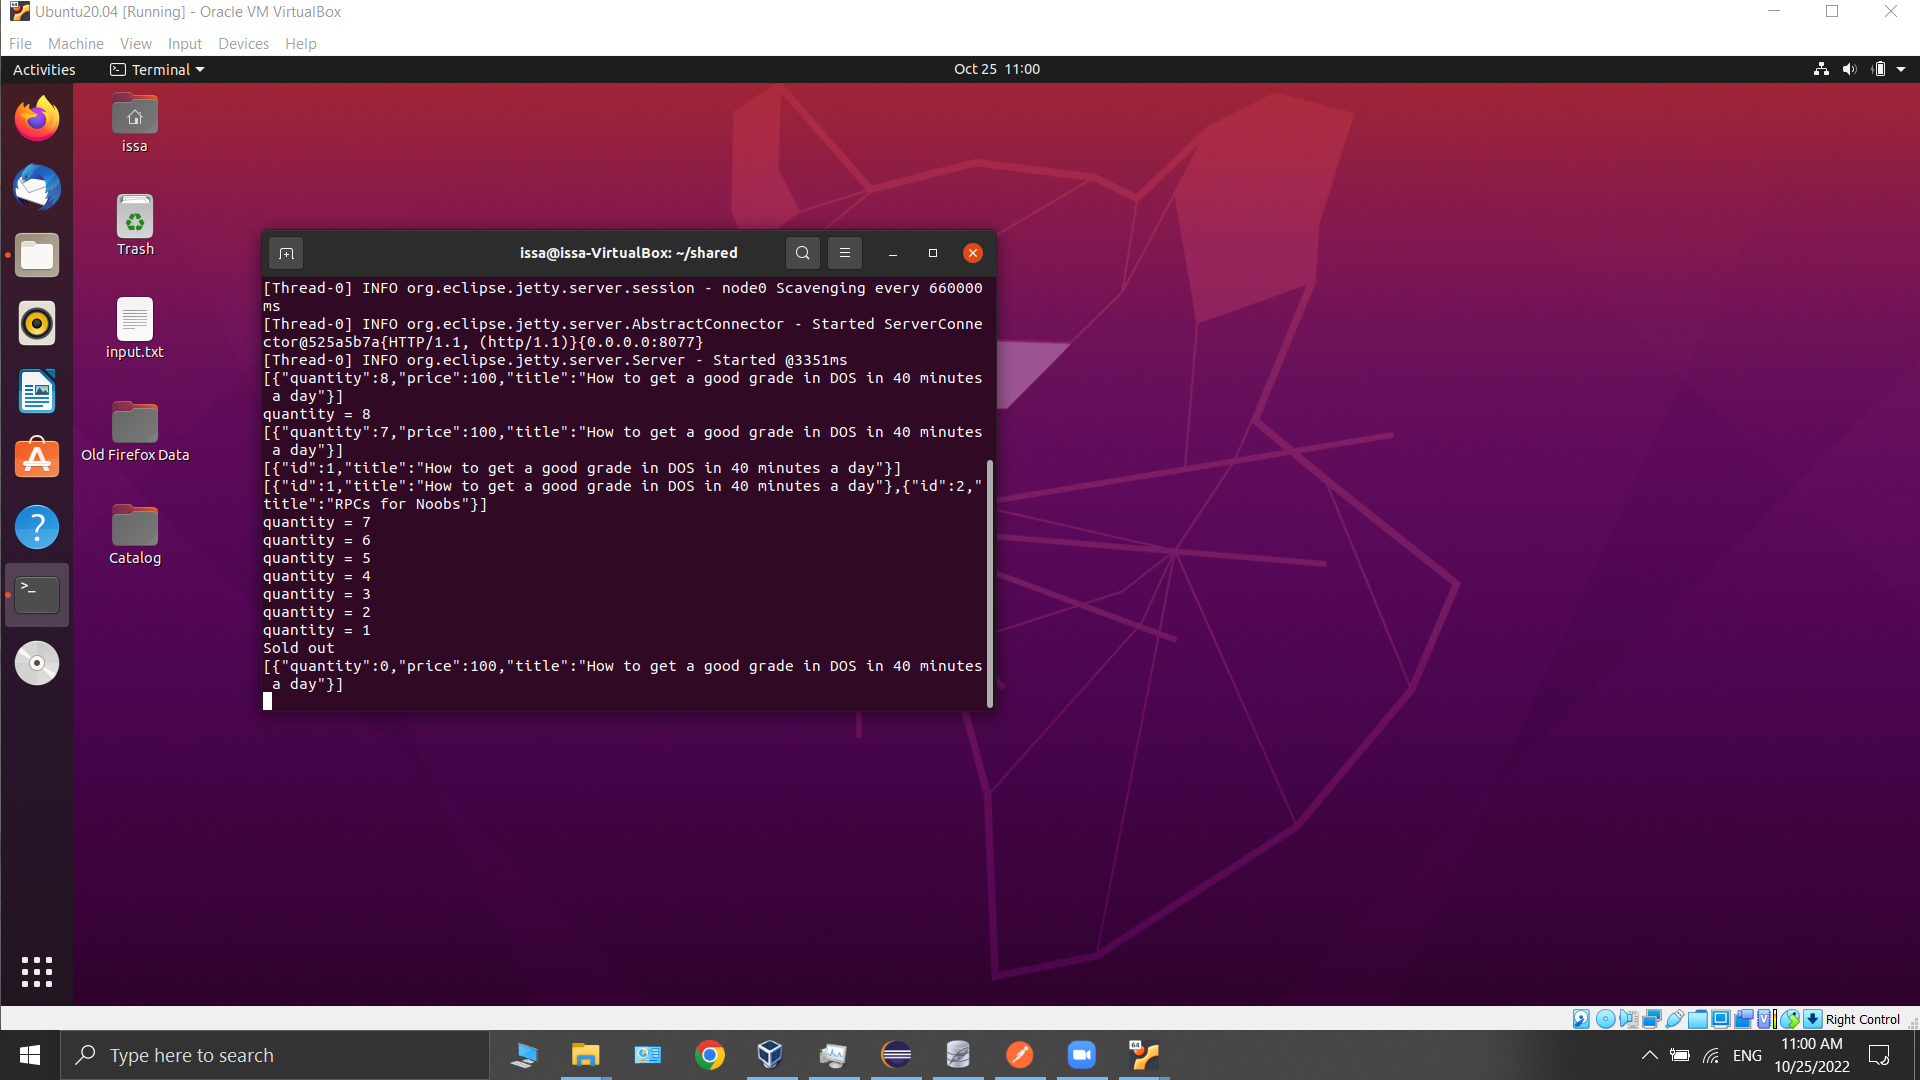 Ubuntu20.04 [Running] - Oracle VM VirtualBox
File Machine View Input Devices Help
Activities Terminal Oct 25 11:00
issa
Trash
input.txt
Old Firefox Data
Catalog
issa@issa-VirtualBox: ~/shared
[Thread-0] INFO org.eclipse.jetty.server.session - node0 Scavenging every 660000
ms
[Thread-0] INFO org.eclipse.jetty.server.AbstractConnector - Started ServerConne
ctor@525a5b7a{HTTP/1.1, (http/1.1)}{0.0.0.0:8077}
[Thread-0] INFO org.eclipse.jetty.server.Server - Started @3351ms
[{"quantity":8,"price":100,"title":"How to get a good grade in DOS in 40 minutes
 a day"}]
quantity = 8
[{"quantity":7,"price":100,"title":"How to get a good grade in DOS in 40 minutes
 a day"}]
[{"id":1,"title":"How to get a good grade in DOS in 40 minutes a day"}]
[{"id":1,"title":"How to get a good grade in DOS in 40 minutes a day"},{"id":2,"
title":"RPCs for Noobs"}]
quantity = 7
quantity = 6
quantity = 5
quantity = 4
quantity = 3
quantity = 2
quantity = 1
Sold out
[{"quantity":0,"price":100,"title":"How to get a good grade in DOS in 40 minutes
 a day"}]
Right Control
Type here to search
64
ENG
11:00 AM
10/25/2022